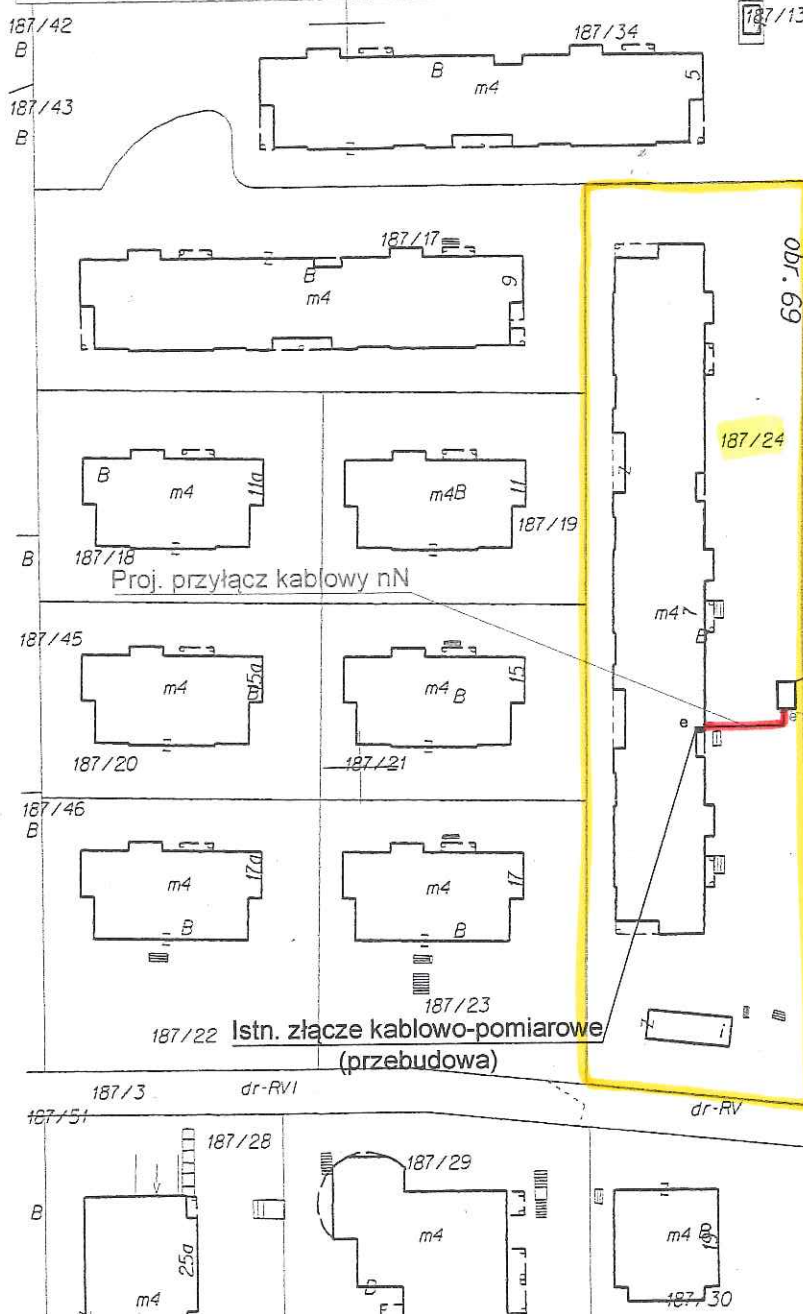 187/42
B
187/34
187/13
B
m4
5
187/43
B
187/17
B
m4
9
obr. 69
187/24
B
m4
11a
m4B
11
187/19
B
187/18
Proj. przyłącz kablowy nN
m4
7
B
187/45
m4
15a
B
m4
B
15
e
e
187/20
187/21
187/46
B
m4
17a
B
m4
17
B
187/23
187/22
Istn. złącze kablowo-pomiarowe
(przebudowa)
i
187/3
dr-RVI
dr-RV
187/51
187/28
187/29
B
25a
m4
m4
m4
B
19
187/30